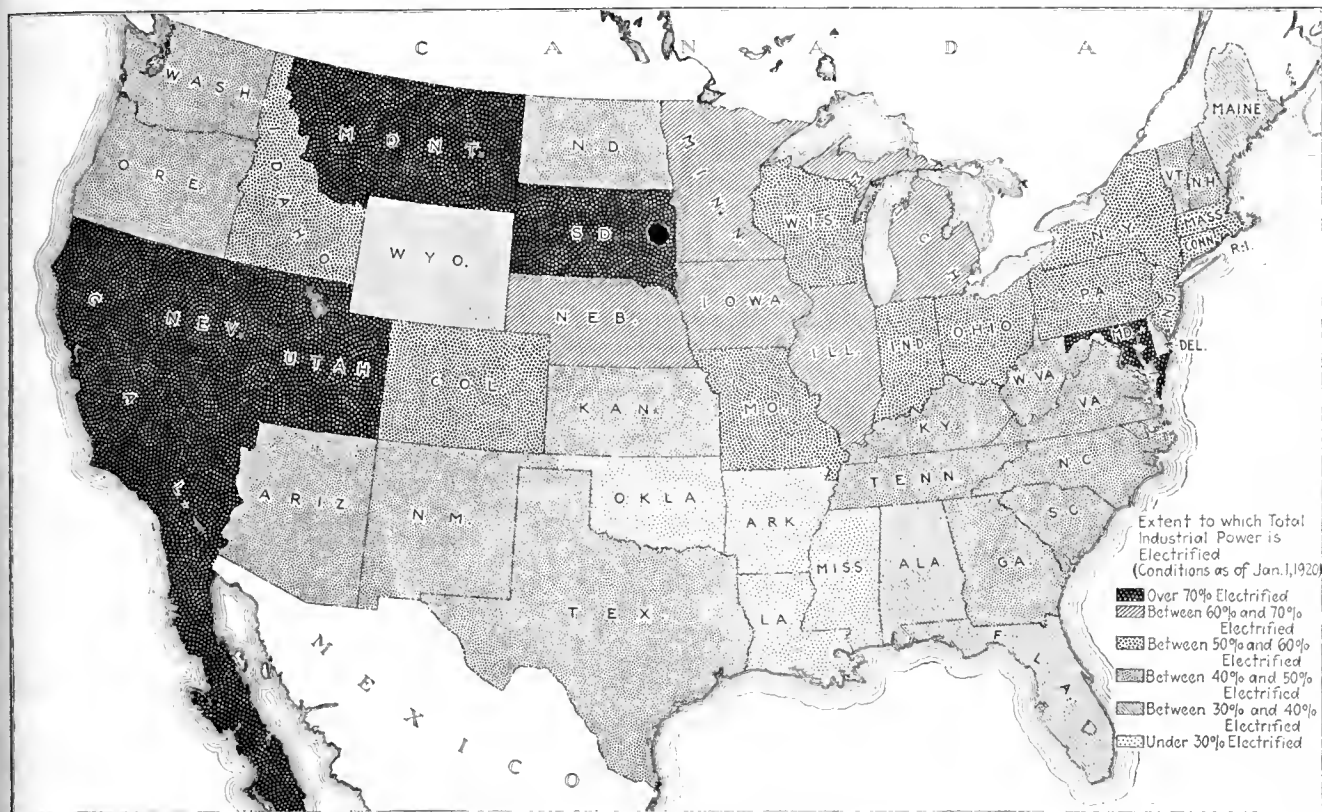 C A N A D A
WASH.
MONT.
N.D.
MINN.
MAINE
ORE.
IDAHO
S D
WIS.
MICH
VT.
N.H.
N.Y.
MASS
CONN.
R.I.
WYO.
IOWA
PA.
N.J.
NEV.
NEB.
ILL.
IND.
OHIO
MD.
DEL.
UTAH
COL.
W.VA.
VA.
CAL.
KAN.
MO.
KY.
N.C.
TENN.
ARIZ
N.M.
OKLA
ARK.
S.C.
MISS.
ALA.
GA.
TEX.
LA.
FLA
MEXICO
Extent to which Total
Industrial Power is
Electrified
(Conditions as of Jan.1,1920)
Over 70% Electrified
Between 60% and 70%
Electrified
Between 50% and 60%
Electrified
Between 40% and 50%
Electrified
Between 30% and 40%
Electrified
Under 30% Electrified